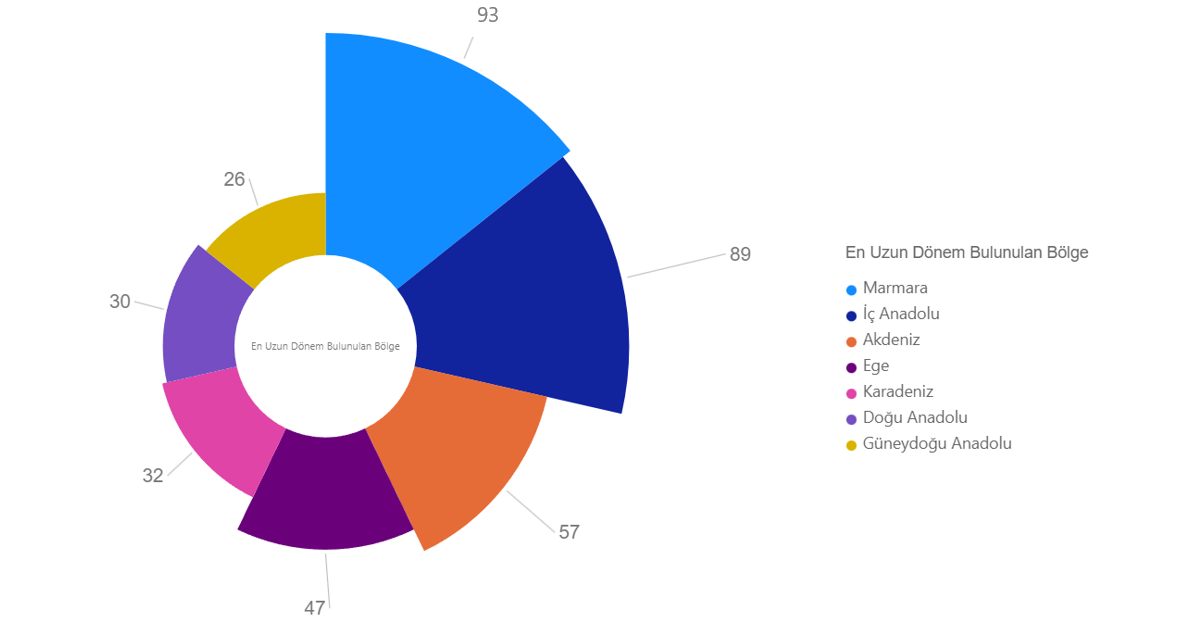 93
26
89
En Uzun Dönem Bulunulan Bölge
Marmara
İç Anadolu
Akdeniz
Ege
Karadeniz
Doğu Anadolu
Güneydoğu Anadolu
30
En Uzun Dönem Bulunulan Bölge
32
57
47